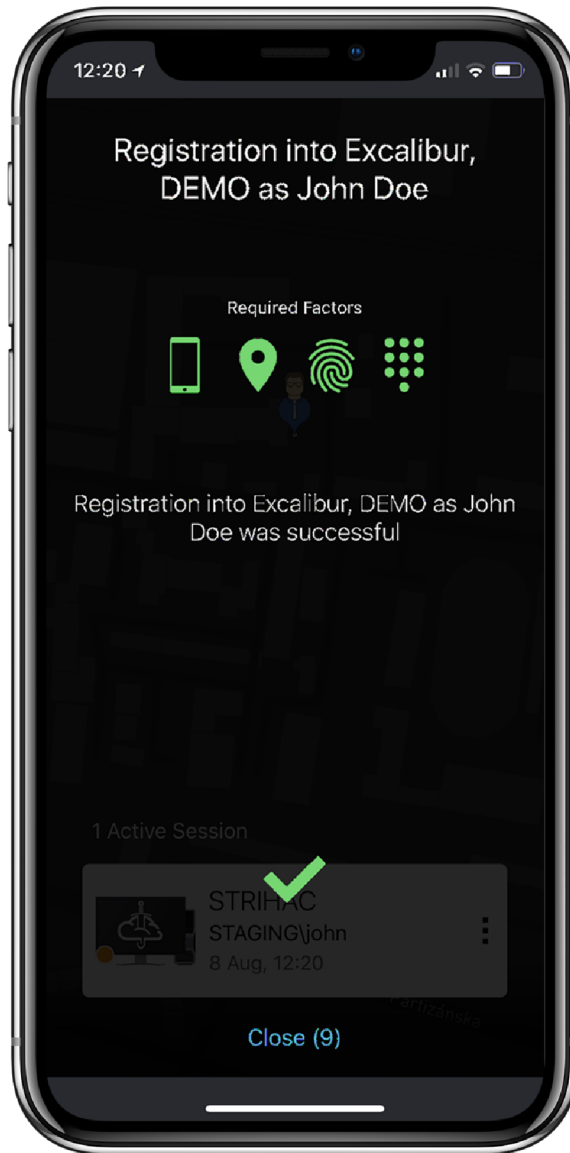 12:20
Registration into Excalibur,
DEMO as John Doe
Required Factors
Registration into Excalibur, DEMO as John
Doe was successful
1 Active Session
STRIHAC
STAGING\john
8 Aug, 12:20
Partizánska
Close (9)